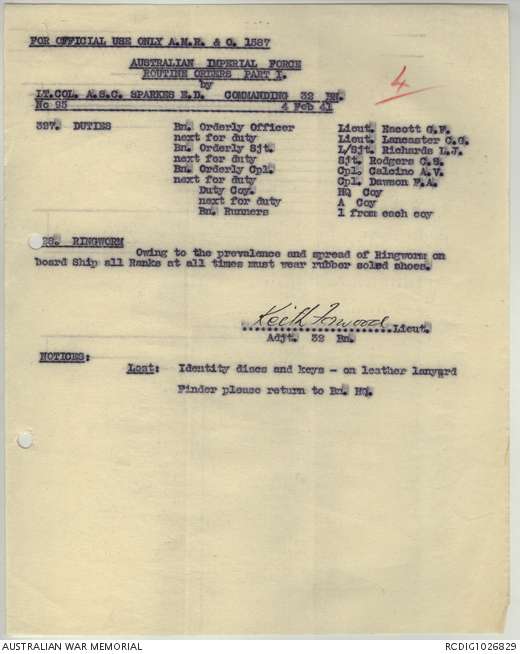 FOR OFFICIAL USE ONLY A.M.R. & O. 1587
4
AUSTRALIAN IMPERIAL FORCE
ROUTINE ORDERS PART I.
by
LT.COL. A.S.C. SPARKES E.D. COMMANDING 32 BN.
No 95 4 Feb 41
327. DUTIES Bn. Orderly Officer Lieut. Nacott G.F.
next for duty Lieut. Lancaster C.G.
Bn. Orderly Sjt. L/Sjt. Richards L.J.
next for duty Sjt. Rodgers C.S.
Bn. Orderly Cpl. Cpl. Calcino A.V.
next for duty Cpl. Dawson F.A.
Duty Coy. HQ Coy
next for duty A Coy
Bn. Runners 1 from each coy
28. RINGWORM
Owing to the prevalence and spread of Ringworm on
board Ship all Ranks at all times must wear rubber soled shoes.
Keith Lieut.
Adjt. 32 Bn.
NOTICES:
Lost: Identity discs and keys - on leather lanyard
Finder please return to Bn. HQ.
AUSTRALIAN WAR MEMORIAL RCDIG1026829